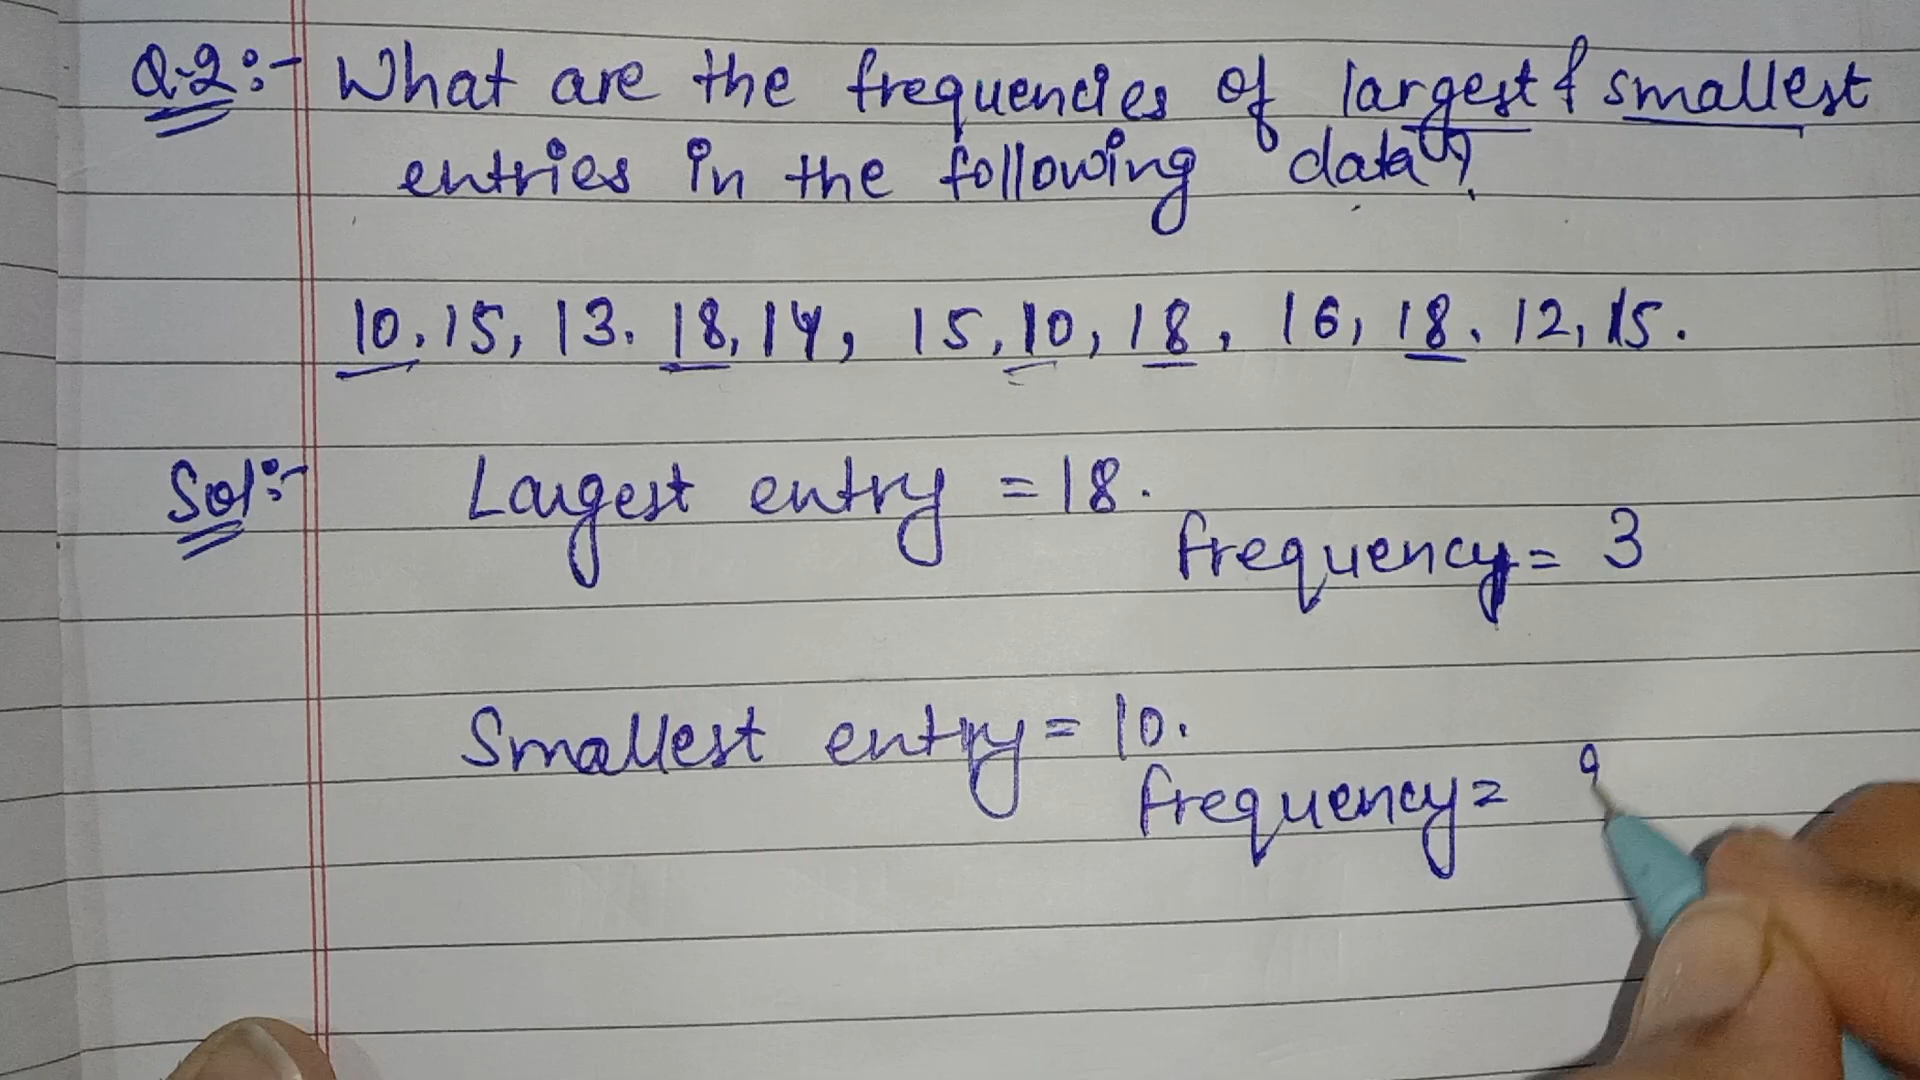 Q.2:- What are the frequencies of largest & smallest
entries in the following data?
10, 15, 13. 18, 14, 15, 10, 18, 16, 18. 12, 15.
Sol:- Largest entry = 18.
frequency = 3
Smallest entry = 10.
frequency =